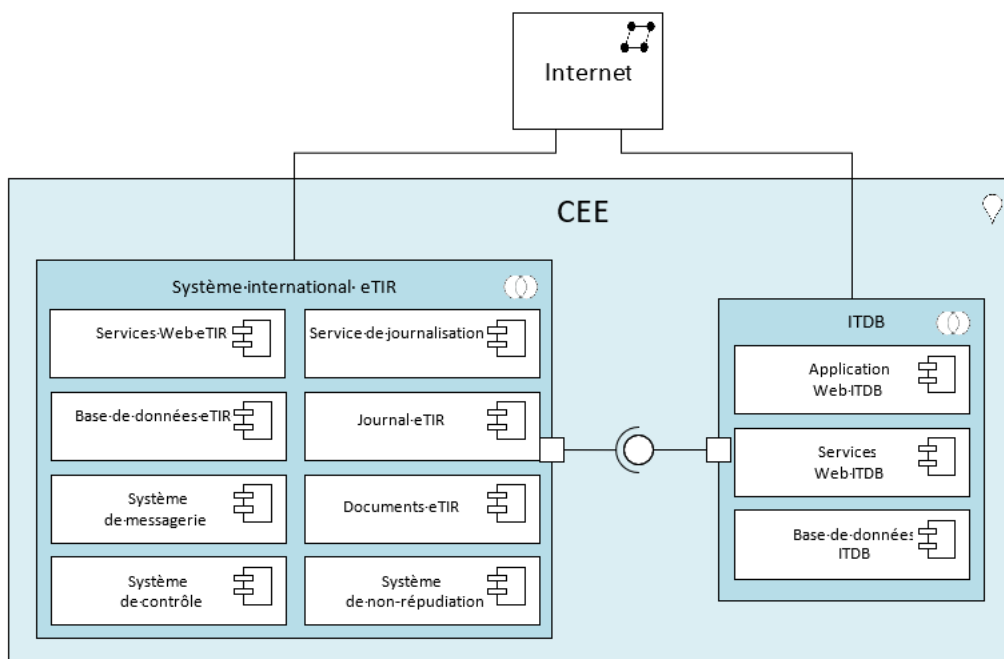 Internet
CEE
Système·international· eTIR
Services·Web·eTIR
Service·de·journalisation
Base·de·données·eTIR
Journal·eTIR
Système
de·messagerie
Documents·eTIR
Système
de·contrôle
Système
de·non-répudiation
ITDB
Application
Web·ITDB
Services
Web·ITDB
Base·de·données
ITDB